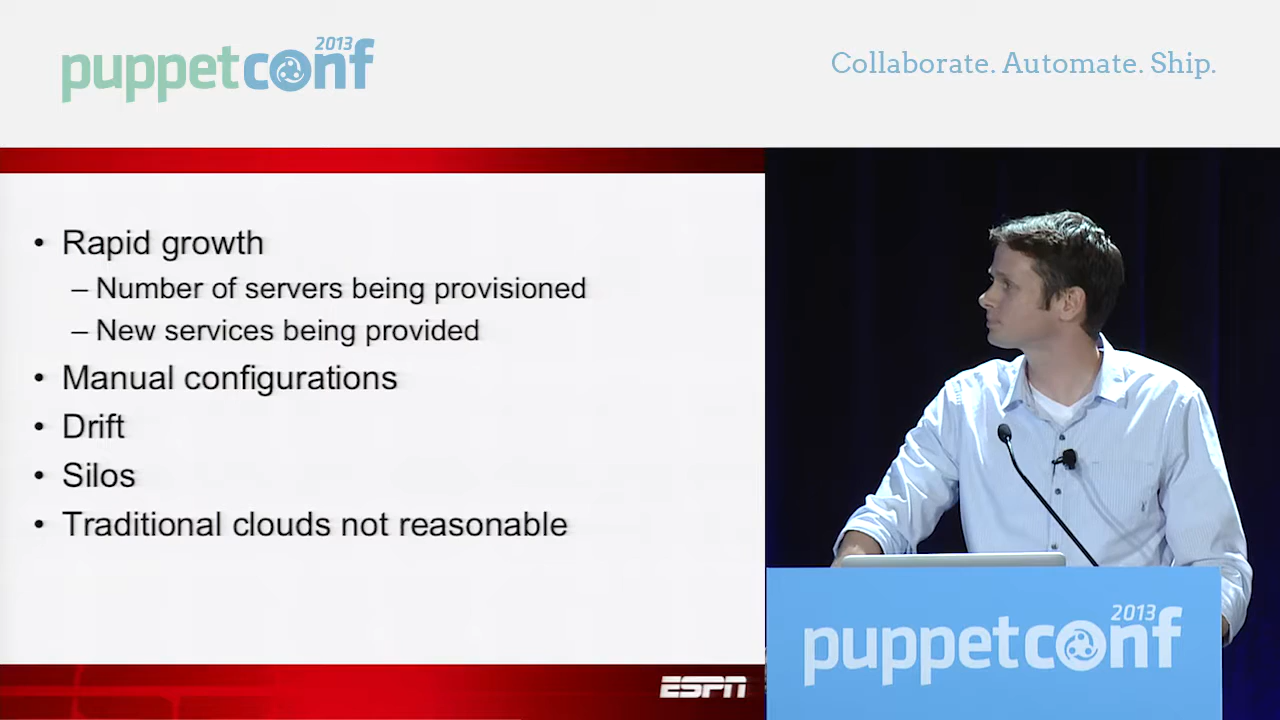 puppetconf 2013
Collaborate. Automate. Ship.
• Rapid growth
– Number of servers being provisioned
– New services being provided
• Manual configurations
• Drift
• Silos
• Traditional clouds not reasonable
ESPN
puppetconf 2013